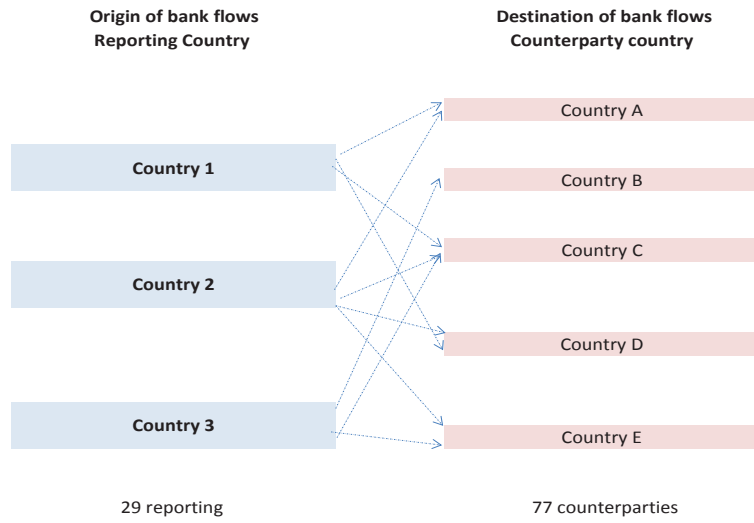 Origin of bank flows
Reporting Country
Destination of bank flows
Counterparty country
Country A
Country 1
Country B
Country C
Country 2
Country D
Country 3
Country E
29 reporting
77 counterparties